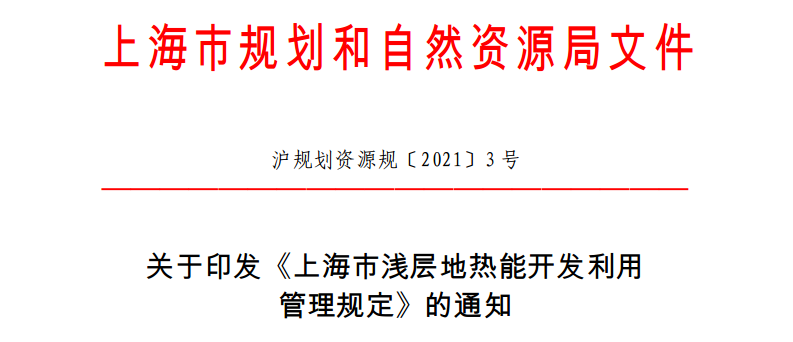 上海市规划和自然资源局文件
沪规划资源规〔2021〕3号
关于印发《上海市浅层地热能开发利用
管理规定》的通知